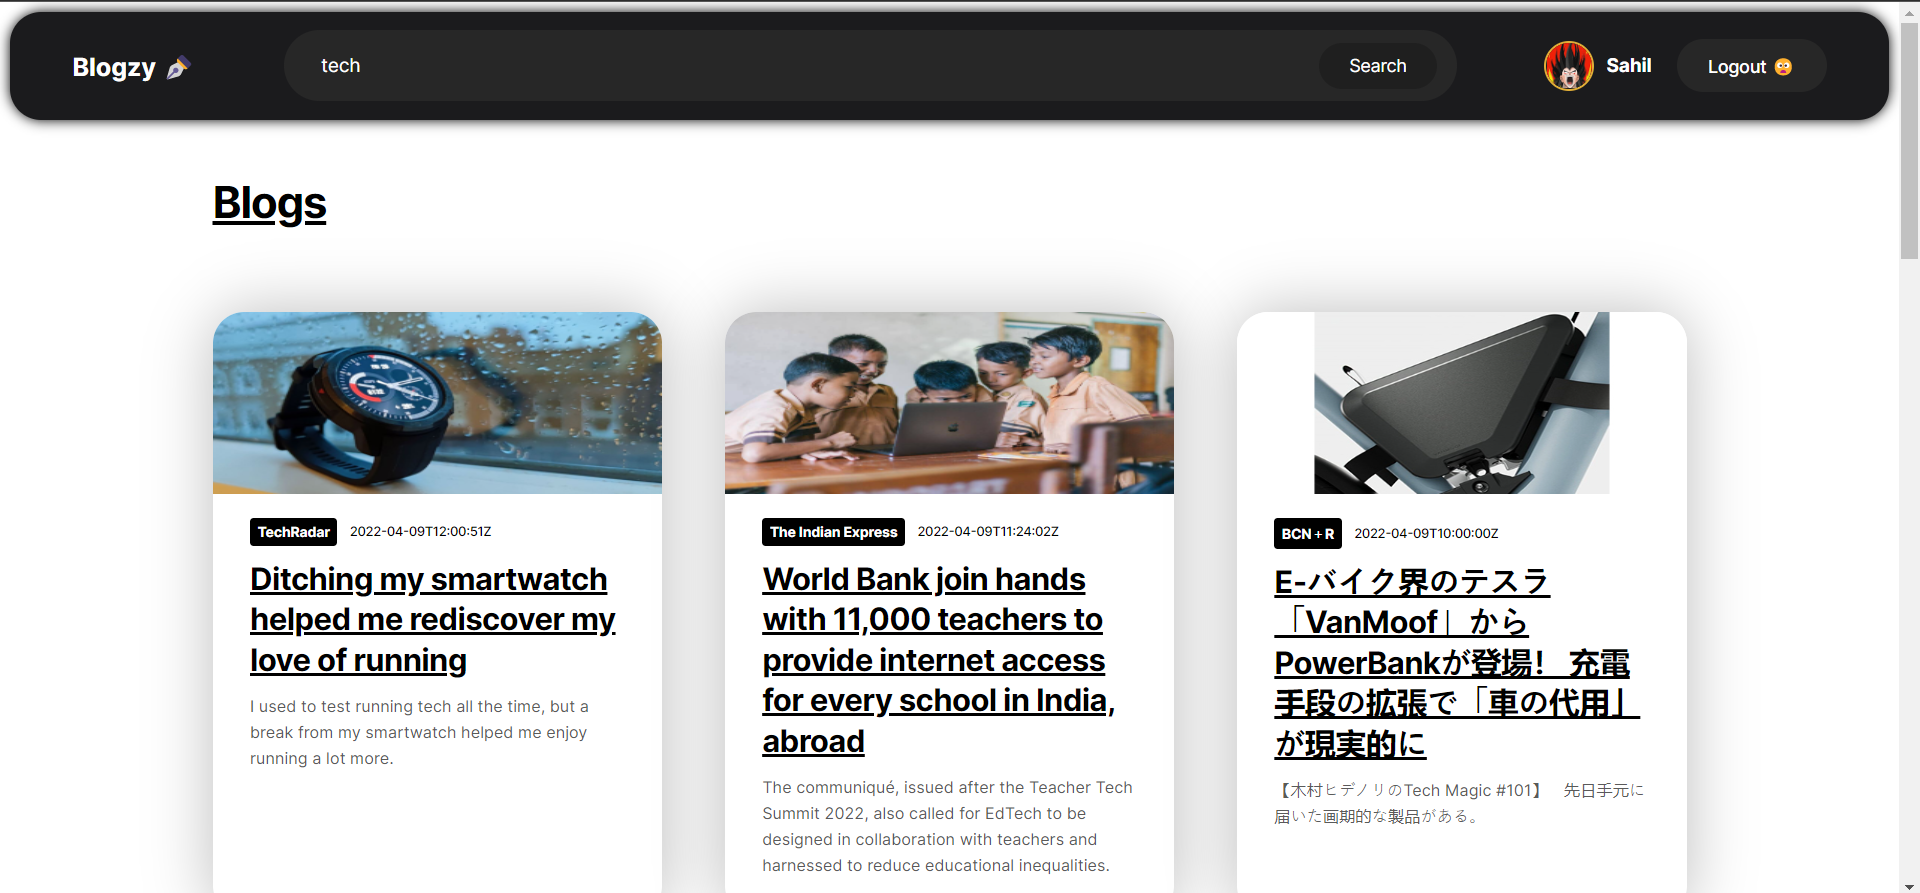 Blogzy
tech
Search
Sahil
Logout
Blogs
TechRadar 2022-04-09T12:00:51Z
Ditching my smartwatch
helped me rediscover my
love of running
I used to test running tech all the time, but a
break from my smartwatch helped me enjoy
running a lot more.
The Indian Express 2022-04-09T11:24:02Z
World Bank join hands
with 11,000 teachers to
provide internet access
for every school in India,
abroad
The communiqué, issued after the Teacher Tech
Summit 2022, also called for EdTech to be
designed in collaboration with teachers and
harnessed to reduce educational inequalities.
BCN＋R 2022-04-09T10:00:00Z
E-バイク界のテスラ
「VanMoof」から
PowerBankが登場！ 充電
手段の拡張で「車の代用」
が現実的に
【木村ヒデノリのTech Magic #101】　先日手元に
届いた画期的な製品がある。